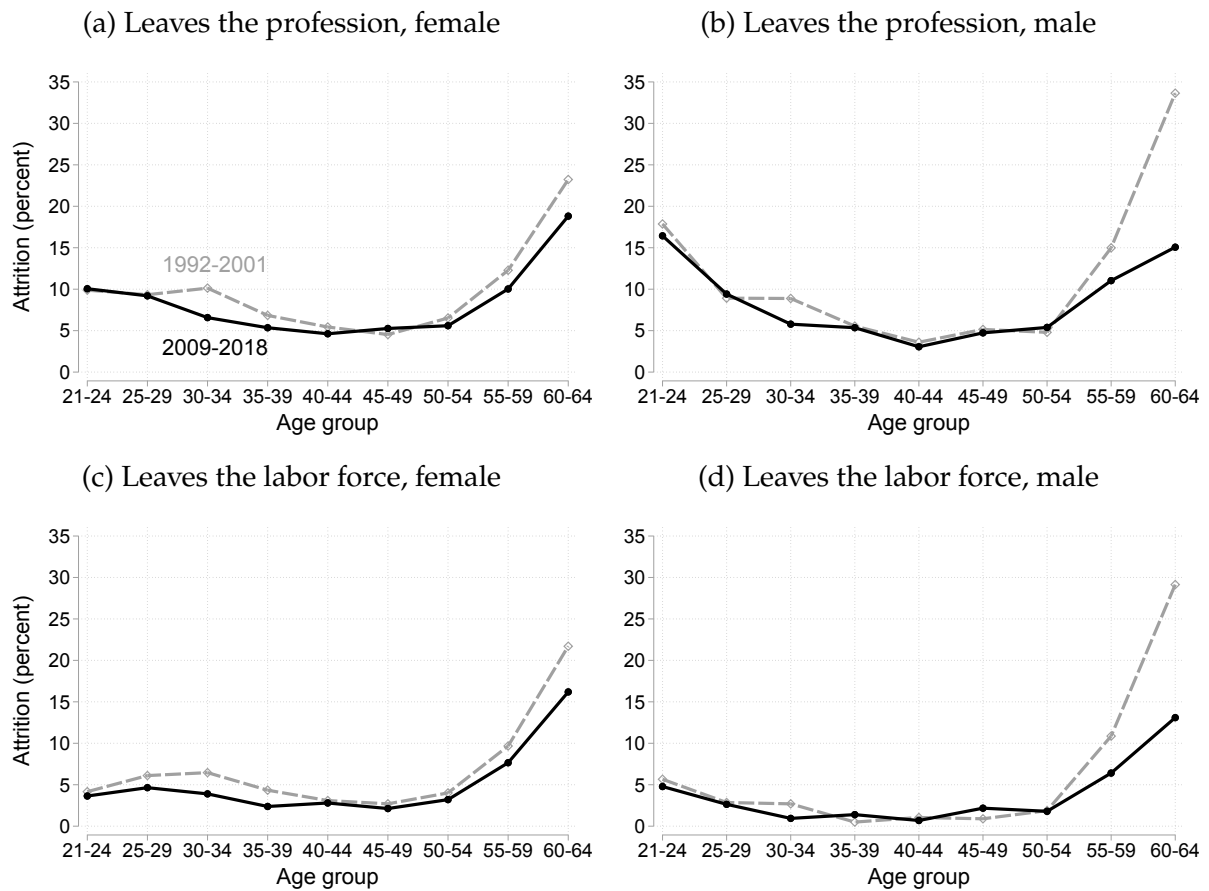 (a) Leaves the profession, female
Attrition (percent)
35
30
25
20
15
10
5
0
1992-2001
2009-2018
21-24 25-29 30-34 35-39 40-44 45-49 50-54 55-59 60-64
Age group
(b) Leaves the profession, male
35
30
25
20
15
10
5
0
21-24 25-29 30-34 35-39 40-44 45-49 50-54 55-59 60-64
Age group
(c) Leaves the labor force, female
Attrition (percent)
35
30
25
20
15
10
5
0
21-24 25-29 30-34 35-39 40-44 45-49 50-54 55-59 60-64
Age group
(d) Leaves the labor force, male
35
30
25
20
15
10
5
0
21-24 25-29 30-34 35-39 40-44 45-49 50-54 55-59 60-64
Age group